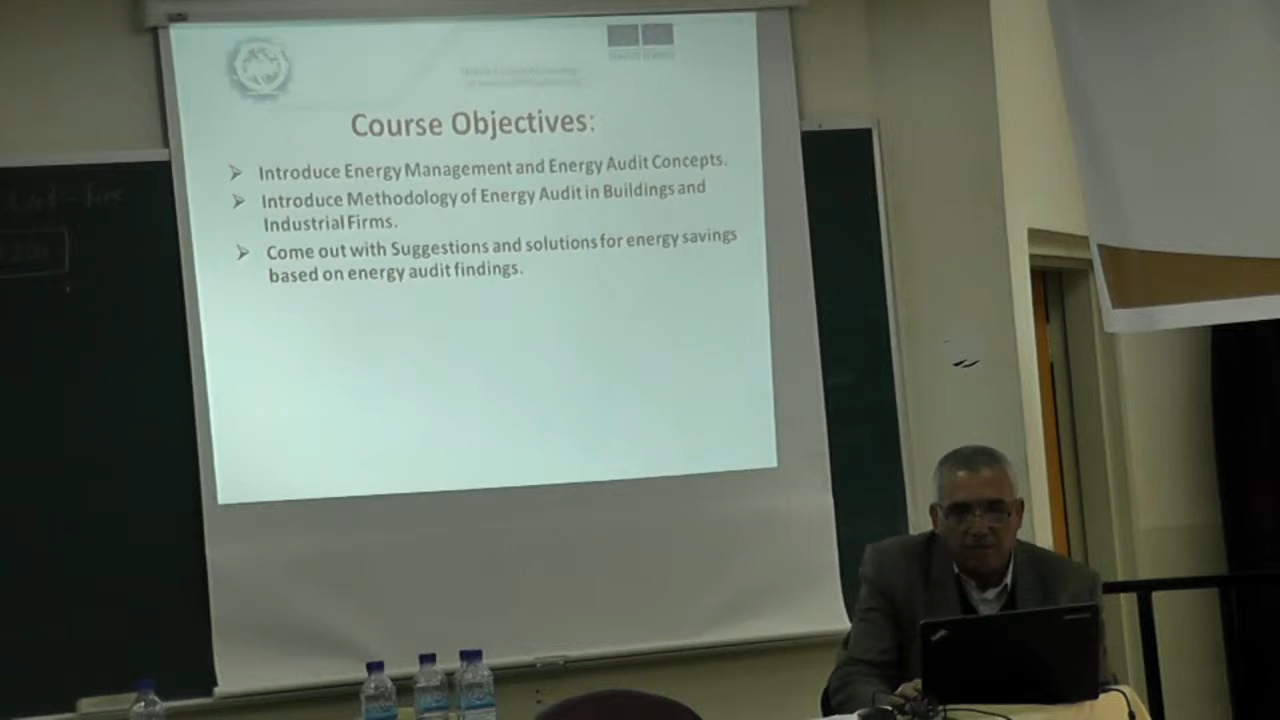 Course Objectives:
➢ Introduce Energy Management and Energy Audit Concepts.
➢ Introduce Methodology of Energy Audit in Buildings and
Industrial Firms.
➢ Come out with Suggestions and solutions for energy savings
based on energy audit findings.